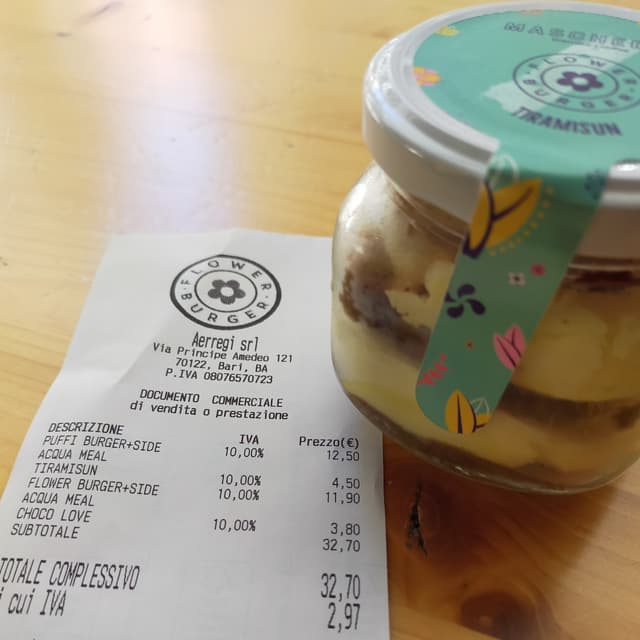 MASCHE
FLOWER BURGER
TIRAMISUN
FLOWER BURGER
Aerregi srl
Via Principe Amedeo 121
70122, Bari, BA
P.IVA 08076570723
DOCUMENTO COMMERCIALE
di vendita o prestazione
DESCRIZIONE IVA Prezzo(€)
PUFFI BURGER+SIDE 10,00% 12,50
ACQUA MEAL
TIRAMISUN 10,00% 4,50
FLOWER BURGER+SIDE 10,00% 11,90
ACQUA MEAL
CHOCO LOVE 10,00% 3,80
SUBTOTALE 32,70
TOTALE COMPLESSIVO 32,70
i cui IVA 2,97